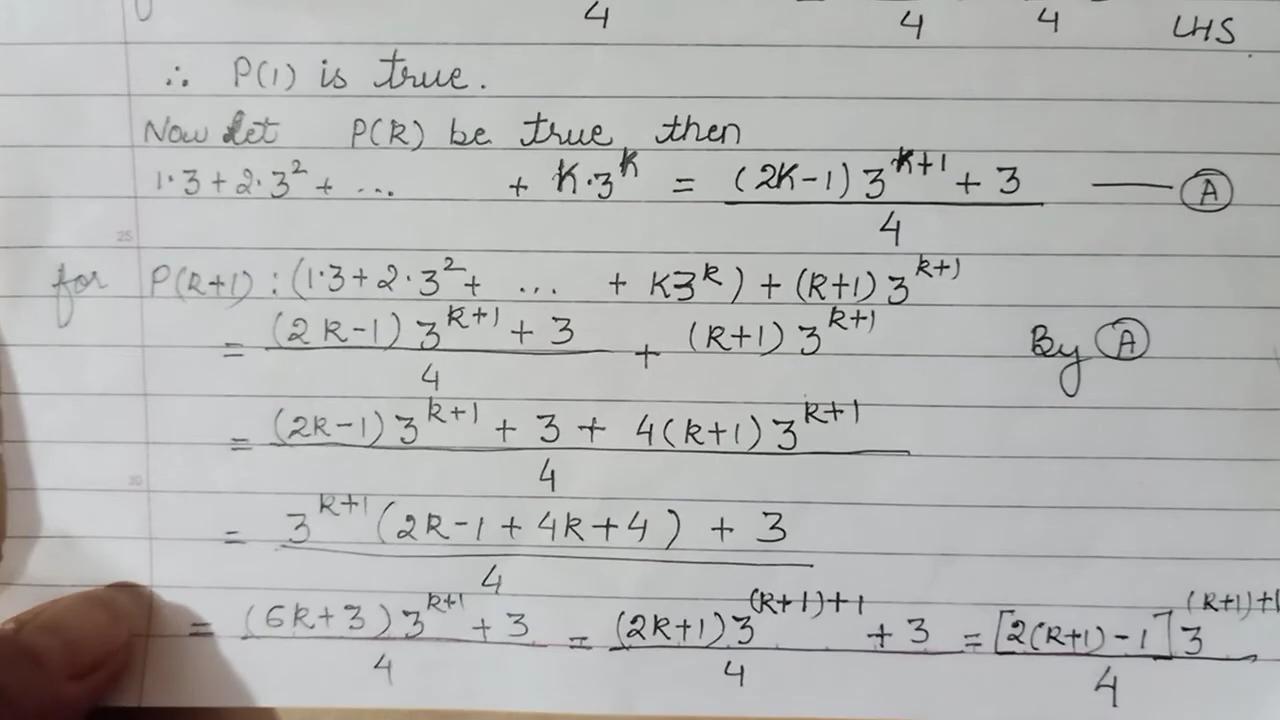 4 4 4 LHS
∴ P(1) is true.
Now let P(k) be true, then
1·3 + 2·3² + ... + k·3^k = (2k-1) 3^(k+1) + 3 / 4 —— Ⓐ
25
for P(k+1) : (1·3 + 2·3² + ... + k3^k) + (k+1) 3^(k+1)
= (2k-1) 3^(k+1) + 3 / 4 + (k+1) 3^(k+1) By Ⓐ
= (2k-1) 3^(k+1) + 3 + 4(k+1) 3^(k+1) / 4
30
= 3^(k+1) (2k-1+4k+4) + 3 / 4
= (6k+3) 3^(k+1) + 3 / 4 = (2k+1) 3^((k+1)+1) + 3 / 4 = [2(k+1)-1] 3^((k+1)+1) / 4